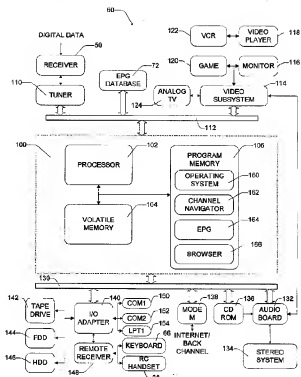 60
122
VCR
VIDEO PLAYER
118
DIGITAL DATA
50
RECEIVER
72
EPG DATABASE
120
GAME
MONITOR
116
110
TUNER
124
ANALOG TV
VIDEO SUBSYSTEM
114
112
100
102
PROCESSOR
106
PROGRAM MEMORY
OPERATING SYSTEM
160
CHANNEL NAVIGATOR
162
104
VOLATILE MEMORY
EPG
164
BROWSER
130
142
TAPE DRIVE
140
I/O ADAPTER
COM1
150
COM2
152
LPT1
154
138
MODE M
136
CD ROM
132
AUDIO BOARD
144
FDD
66
KEYBOARD
INTERNET/BACK CHANNEL
146
HDD
REMOTE RECEIVER
148
RC HANDSET
134
STEREO SYSTEM